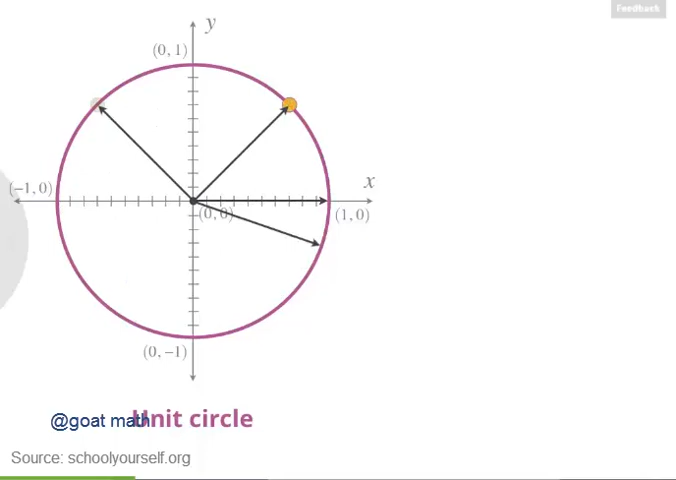 Feedback
y
(0, 1)
x
(−1, 0)
(0, 0)
(1, 0)
(0, −1)
@goat math
Unit circle
Source: schoolyourself.org